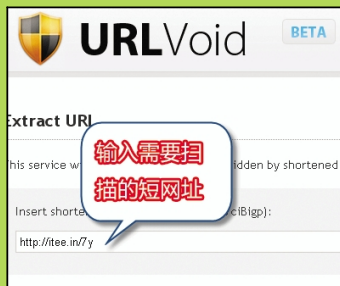 URLVoid BETA
Extract URL
输入需要扫
描的短网址
his service w idden by shortened
Insert shorte ciBigp):
http://itee.in/7y